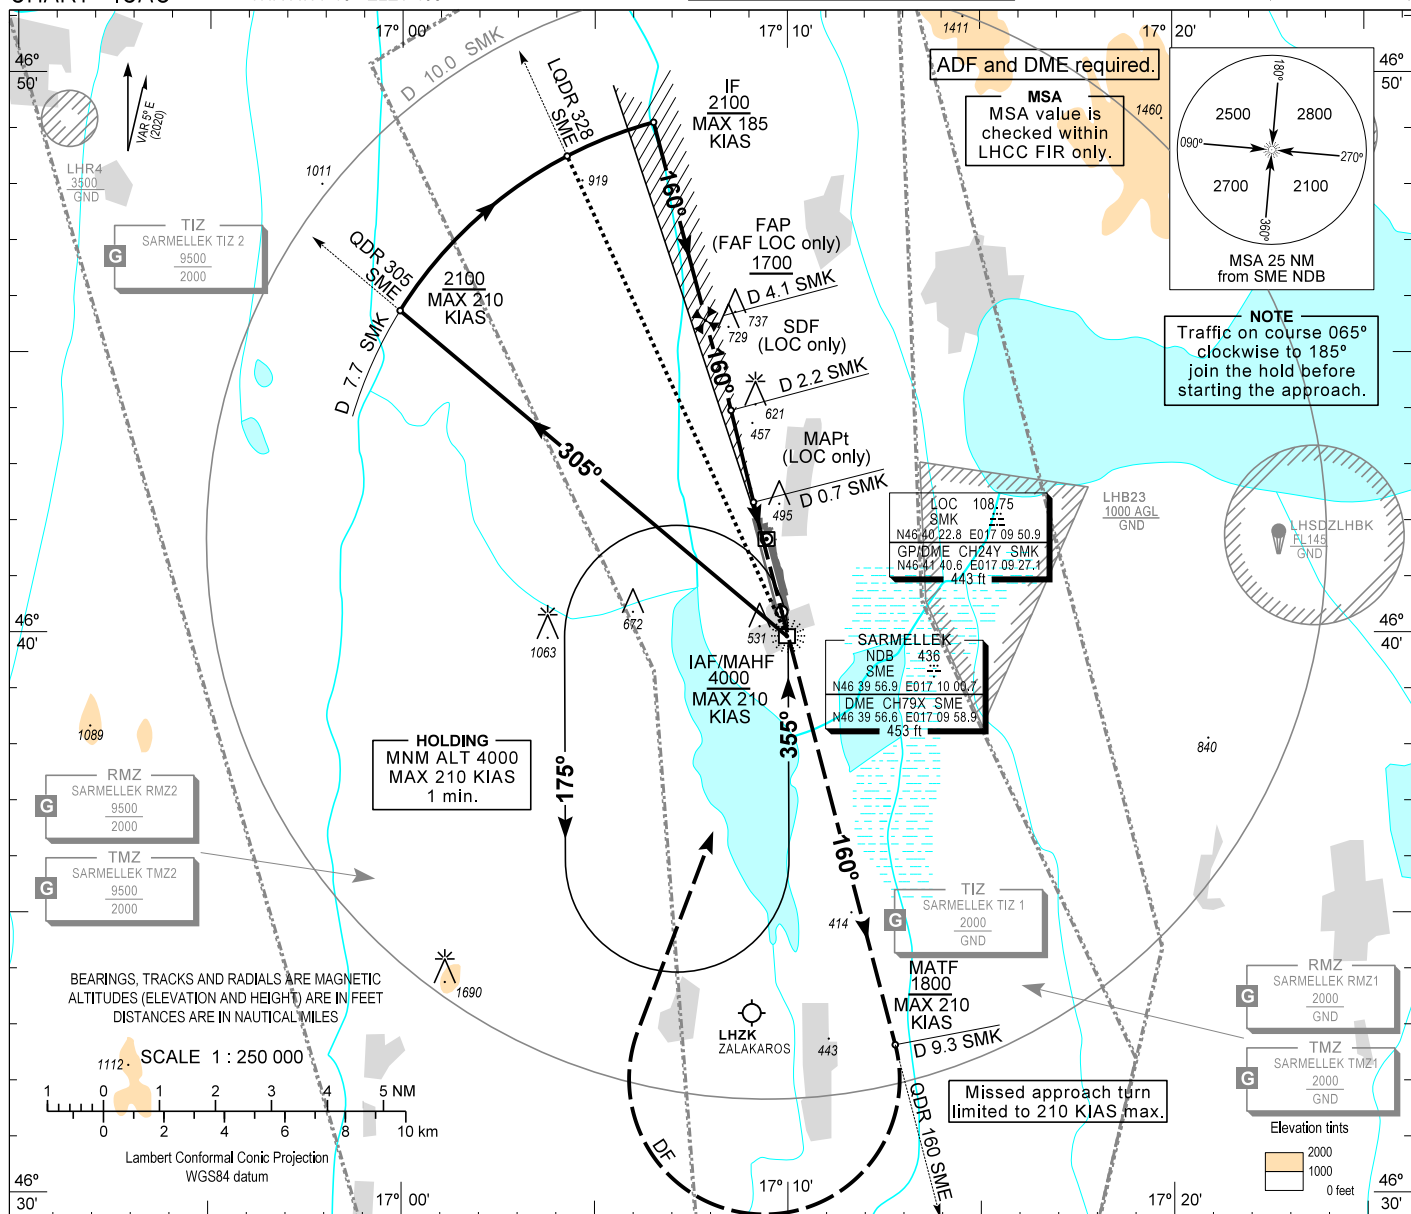 CHART - ICAO
17° 00'
17° 10'
17° 20'
46°
50'
46°
50'
D 10.0 SMK
1411
ADF and DME required.
MSA
MSA value is
checked within
LHCC FIR only.
1460
180°
2500
2800
090°
270°
2700
2100
360°
MSA 25 NM
from SME NDB
VAR 5° E
(2020)
LHR4
3500
GND
1011
LQDR 328
SME
IF
2100
MAX 185
KIAS
919
160°
TIZ
SARMELLEK TIZ 2
G
9500
2000
QDR 305
SME
2100
MAX 210
KIAS
FAP
(FAF LOC only)
1700
D 4.1 SMK
737
729
SDF
(LOC only)
160°
D 2.2 SMK
621
457
NOTE
Traffic on course 065°
clockwise to 185°
join the hold before
starting the approach.
D 7.7 SMK
305°
MAPt
(LOC only)
D 0.7 SMK
495
LOC 108.75
SMK
N46 40 22.8 E017 09 50.9
GP/DME CH24Y SMK
N46 41 40.6 E017 09 27.1
443 ft
LHB23
1000 AGL
GND
LHSDZLHBK
FL145
GND
46°
40'
46°
40'
1063
672
531
SARMELLEK
NDB 436
SME
N46 39 56.9 E017 10 00.7
DME CH79X SME
N46 39 56.6 E017 09 58.9
453 ft
IAF/MAHF
4000
MAX 210
KIAS
355°
175°
HOLDING
MNM ALT 4000
MAX 210 KIAS
1 min.
1089
840
RMZ
SARMELLEK RMZ2
G
9500
2000
TMZ
SARMELLEK TMZ2
G
9500
2000
160°
414
TIZ
SARMELLEK TIZ 1
G
2000
GND
1690
BEARINGS, TRACKS AND RADIALS ARE MAGNETIC
ALTITUDES (ELEVATION AND HEIGHT) ARE IN FEET
DISTANCES ARE IN NAUTICAL MILES
MATF
1800
MAX 210
KIAS
D 9.3 SMK
RMZ
SARMELLEK RMZ1
G
2000
GND
TMZ
SARMELLEK TMZ1
G
2000
GND
LHZK
ZALAKAROS
443
1112
SCALE 1 : 250 000
1 0 1 2 3 4 5 NM
0 2 4 6 8 10 km
Lambert Conformal Conic Projection
WGS84 datum
DF
QDR 160 SME
Missed approach turn
limited to 210 KIAS max.
Elevation tints
2000
1000
0 feet
46°
30'
17° 00'
17° 10'
17° 20'
46°
30'